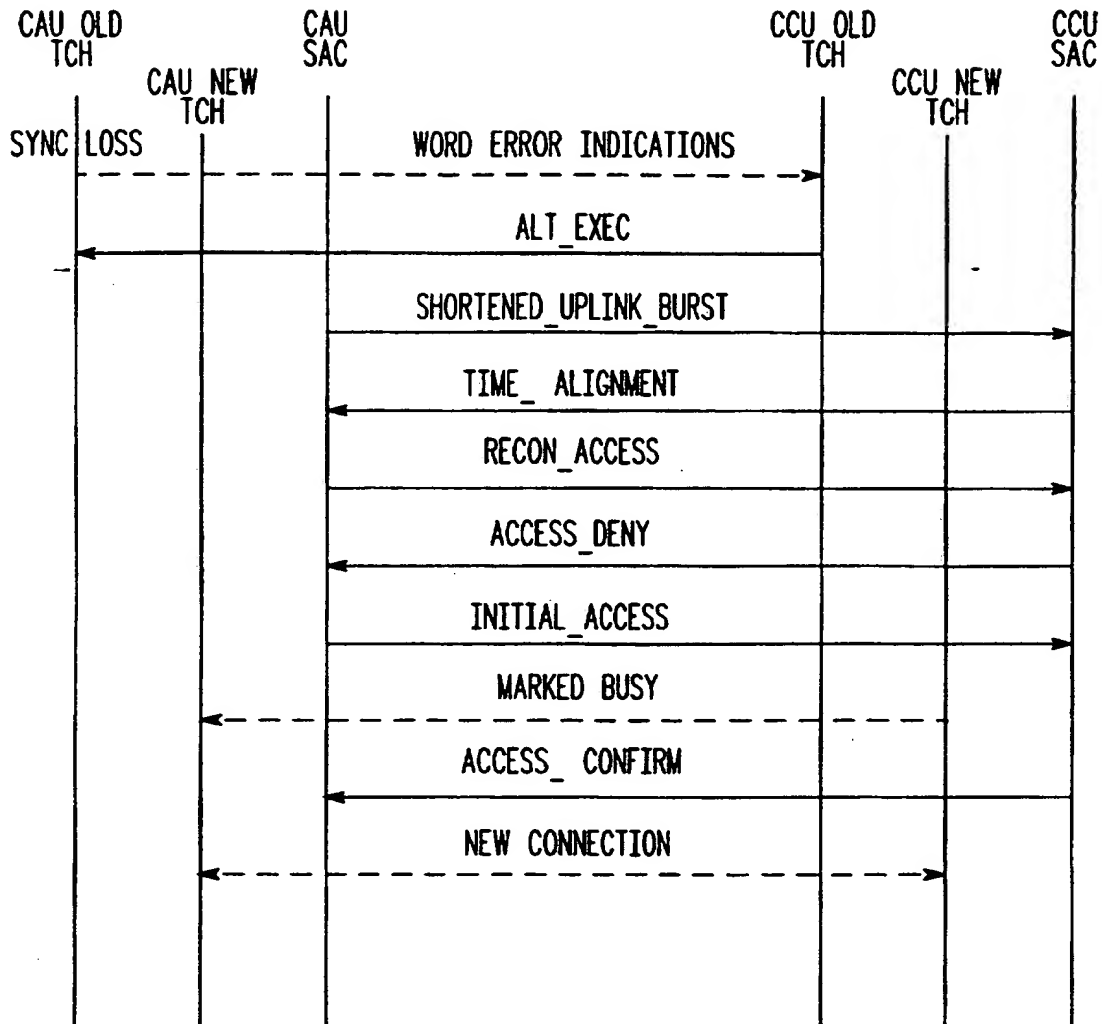 CAU OLD
TCH
CAU NEW
TCH
CAU
SAC
CCU OLD
TCH
CCU NEW
TCH
CCU
SAC
SYNC LOSS
WORD ERROR INDICATIONS
ALT_EXEC
SHORTENED_UPLINK_BURST
TIME_ ALIGNMENT
RECON_ACCESS
ACCESS_DENY
INITIAL_ACCESS
MARKED BUSY
ACCESS_ CONFIRM
NEW CONNECTION